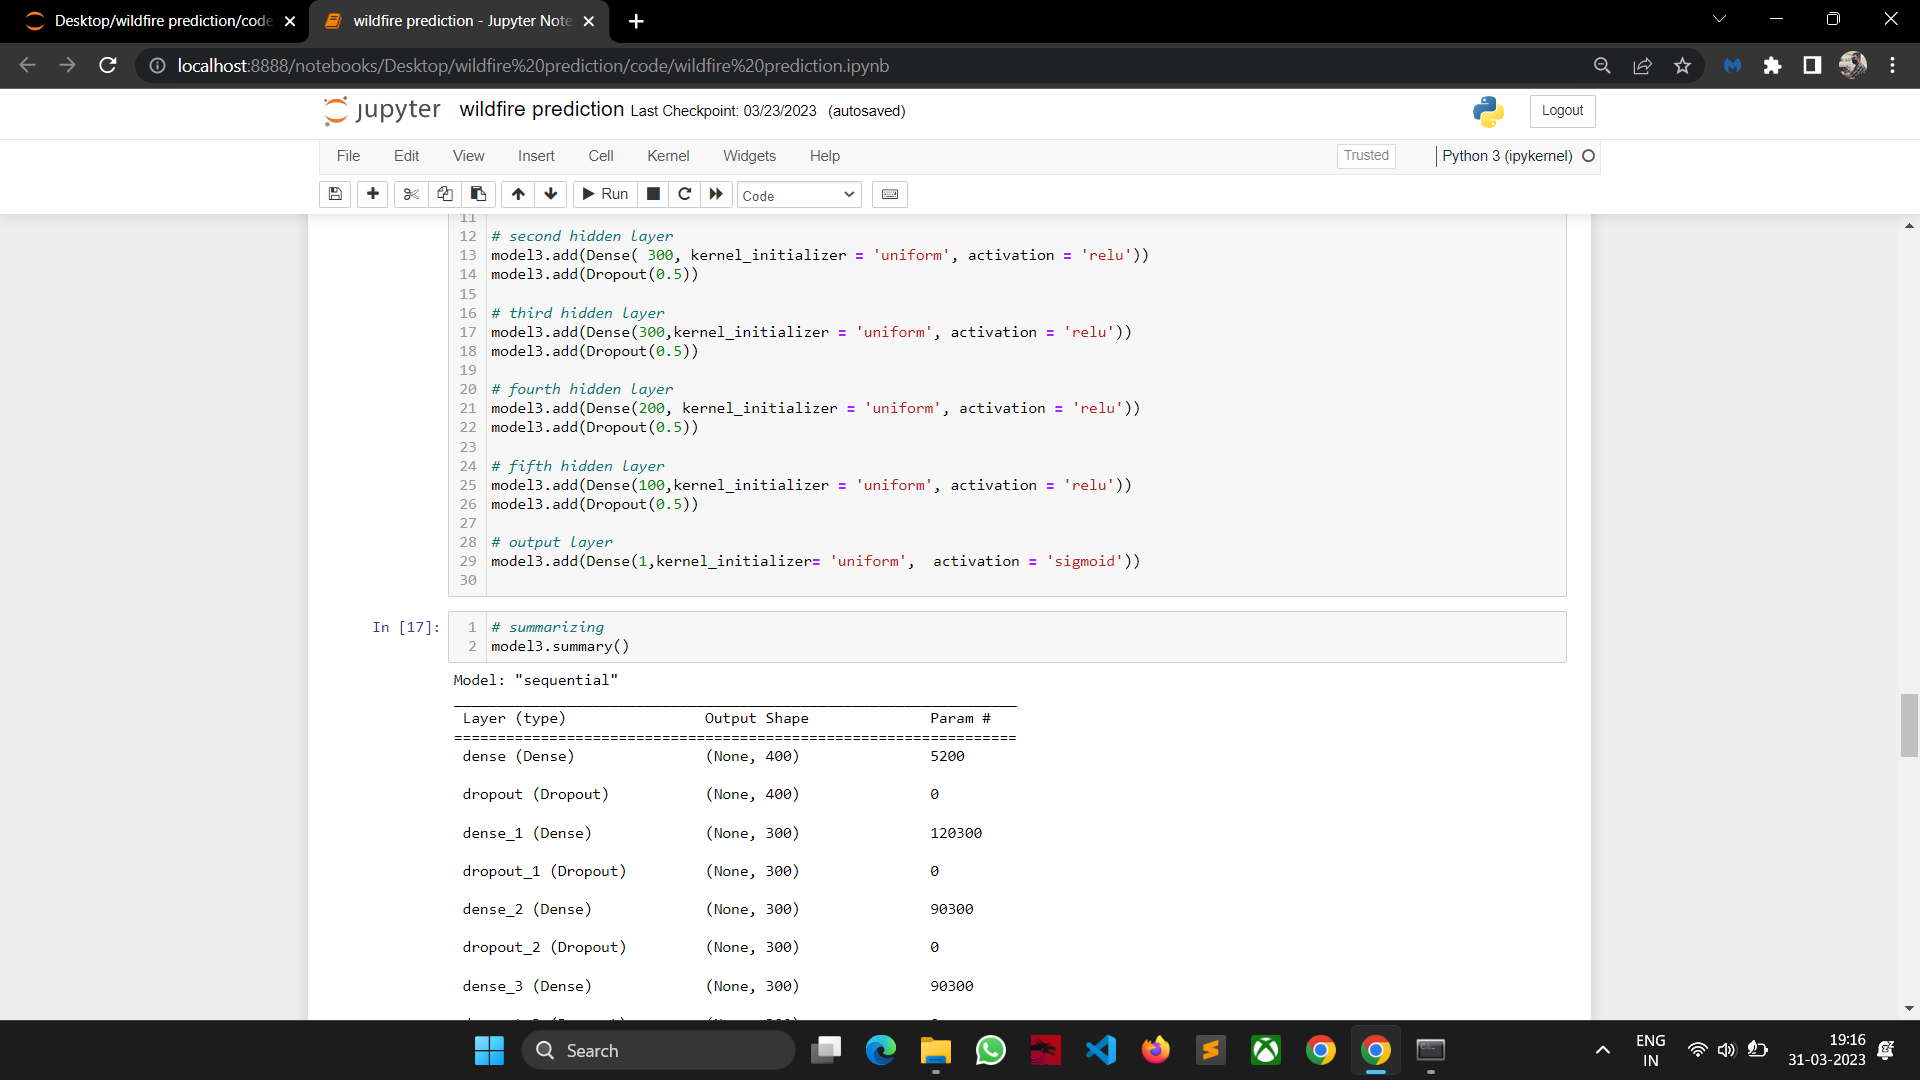 Desktop/wildfire prediction/code
wildfire prediction - Jupyter Note
localhost:8888/notebooks/Desktop/wildfire%20prediction/code/wildfire%20prediction.ipynb
jupyter wildfire prediction Last Checkpoint: 03/23/2023 (autosaved)
Logout
File Edit View Insert Cell Kernel Widgets Help
Trusted
Python 3 (ipykernel)
Run
Code
11
12 # second hidden layer
13 model3.add(Dense( 300, kernel_initializer = 'uniform', activation = 'relu'))
14 model3.add(Dropout(0.5))
15
16 # third hidden layer
17 model3.add(Dense(300,kernel_initializer = 'uniform', activation = 'relu'))
18 model3.add(Dropout(0.5))
19
20 # fourth hidden layer
21 model3.add(Dense(200, kernel_initializer = 'uniform', activation = 'relu'))
22 model3.add(Dropout(0.5))
23
24 # fifth hidden layer
25 model3.add(Dense(100,kernel_initializer = 'uniform', activation = 'relu'))
26 model3.add(Dropout(0.5))
27
28 # output layer
29 model3.add(Dense(1,kernel_initializer= 'uniform',  activation = 'sigmoid'))
30
In [17]:
1 # summarizing
2 model3.summary()
Model: "sequential"
_________________________________________________________________
Layer (type) Output Shape Param #
=================================================================
dense (Dense) (None, 400) 5200
dropout (Dropout) (None, 400) 0
dense_1 (Dense) (None, 300) 120300
dropout_1 (Dropout) (None, 300) 0
dense_2 (Dense) (None, 300) 90300
dropout_2 (Dropout) (None, 300) 0
dense_3 (Dense) (None, 300) 90300
Search
ENG
IN
19:16
31-03-2023